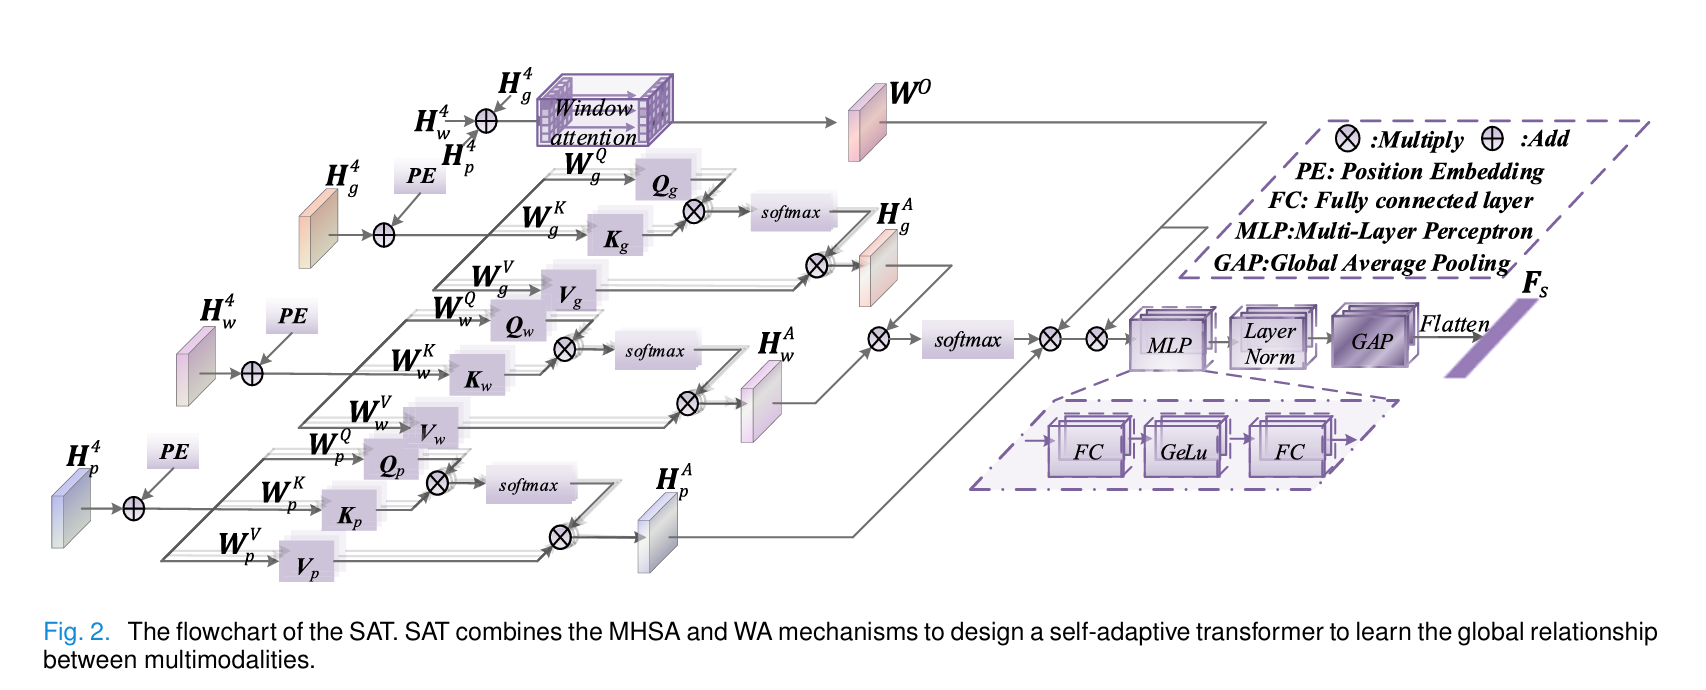 H_g^4
H_w^4
H_p^4
Window
attention
W^O
⊗ :Multiply ⊕ :Add
PE: Position Embedding
FC: Fully connected layer
MLP:Multi-Layer Perceptron
GAP:Global Average Pooling
H_g^4
PE
W_g^Q
Q_g
W_g^K
K_g
softmax
W_g^V
V_g
H_g^A
H_w^4
PE
W_w^Q
Q_w
W_w^K
K_w
softmax
W_w^V
V_w
H_w^A
H_p^4
PE
W_p^Q
Q_p
W_p^K
K_p
softmax
W_p^V
V_p
H_p^A
softmax
MLP
Layer
Norm
GAP
Flatten
F_s
FC
GeLu
FC
Fig. 2. The flowchart of the SAT. SAT combines the MHSA and WA mechanisms to design a self-adaptive transformer to learn the global relationship
between multimodalities.